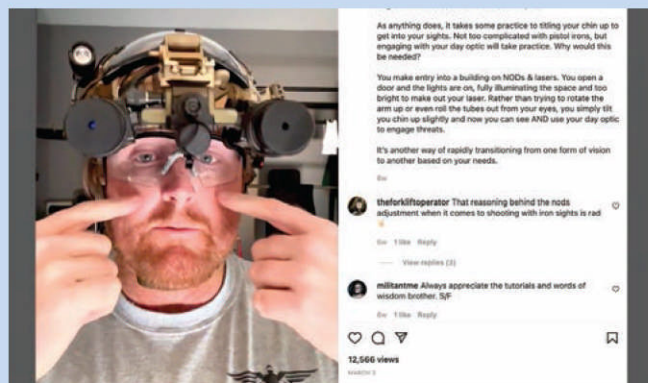 As anything does, it takes some practice to titling your chin up to
get into your sights. Not too complicated with pistol irons, but
engaging with your day optic will take practice. Why would this
be needed?
You make entry into a building on NODs & lasers. You open a
door and the lights are on, fully illuminating the space and too
bright to make out your laser. Rather than trying to rotate the
arm up or even roll the tubes out from your eyes, you simply tilt
you chin up slightly and now you can see AND use your day optic
to engage threats.
It's another way of rapidly transitioning from one form of vision
to another based on your needs.
6w
theforkliftoperator That reasoning behind the nods
adjustment when it comes to shooting with iron sights is rad
6w 1 like Reply
View replies (3)
militantme Always appreciate the tutorials and words of
wisdom brother. S/F
6w 1 like Reply
12,566 views
MARCH 5